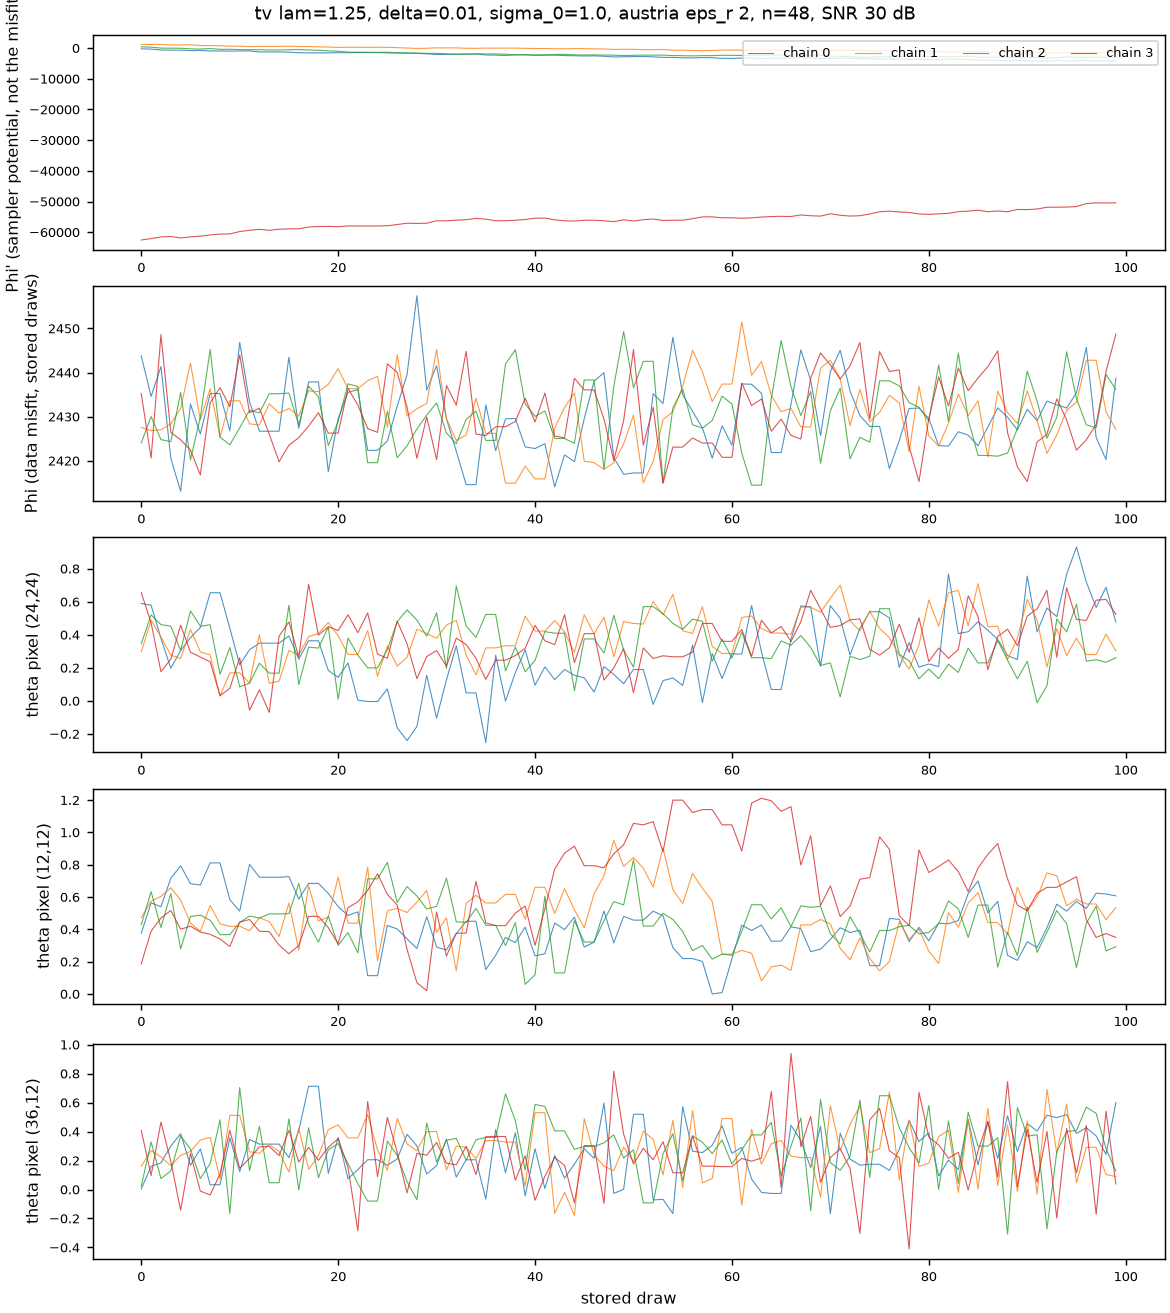 tv lam=1.25, delta=0.01, sigma_0=1.0, austria eps_r 2, n=48, SNR 30 dB
Phi' (sampler potential, not the misfit
0
−10000
−20000
−30000
−40000
−50000
−60000
chain 0 chain 1 chain 2 chain 3
0 20 40 60 80 100
Phi (data misfit, stored draws)
2450
2440
2430
2420
0 20 40 60 80 100
theta pixel (24,24)
0.8
0.6
0.4
0.2
0.0
−0.2
0 20 40 60 80 100
theta pixel (12,12)
1.2
1.0
0.8
0.6
0.4
0.2
0.0
0 20 40 60 80 100
theta pixel (36,12)
1.0
0.8
0.6
0.4
0.2
0.0
−0.2
−0.4
0 20 40 60 80 100
stored draw